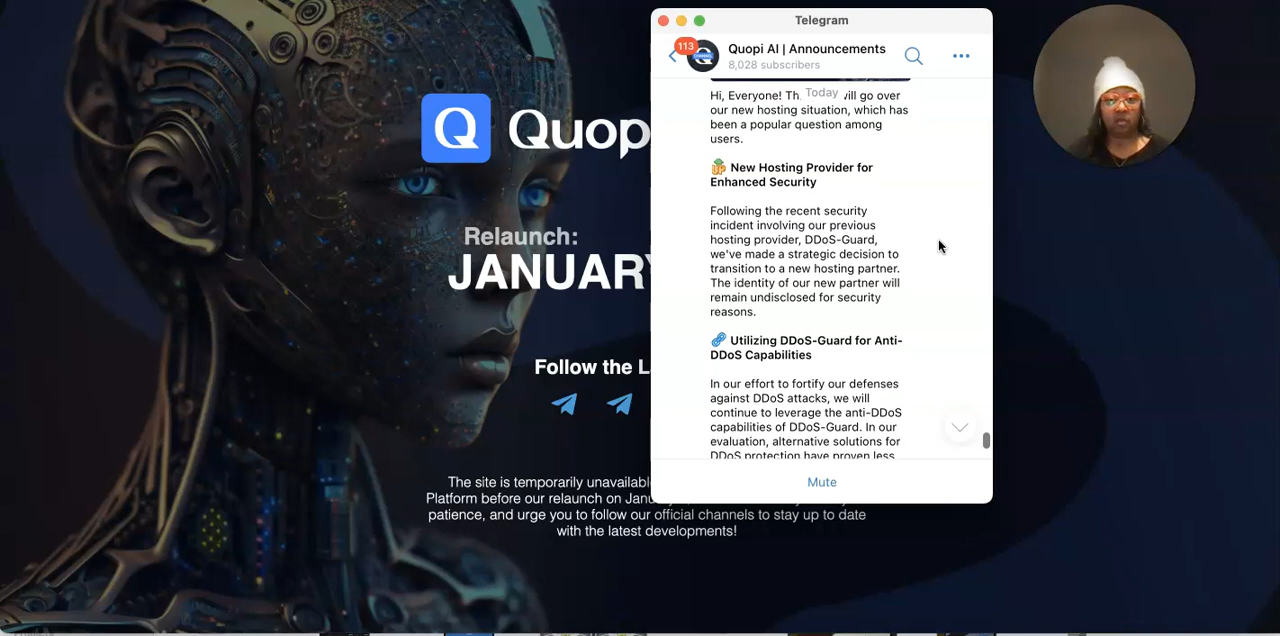 Telegram
113
Quopi AI | Announcements
8,028 subscribers
Today
Hi, Everyone! will go over
our new hosting situation, which has
been a popular question among
users.
New Hosting Provider for
Enhanced Security
Following the recent security
incident involving our previous
hosting provider, DDoS-Guard,
we've made a strategic decision to
transition to a new hosting partner.
The identity of our new partner will
remain undisclosed for security
reasons.
Utilizing DDoS-Guard for Anti-
DDoS Capabilities
In our effort to fortify our defenses
against DDoS attacks, we will
continue to leverage the anti-DDoS
capabilities of DDoS-Guard. In our
evaluation, alternative solutions for
DDoS protection have proven less
Mute
Q Quop
Relaunch:
JANUARY
Follow the
The site is temporarily unavailable
Platform before our relaunch on
patience, and urge you to follow our official channels to stay up to date
with the latest developments!